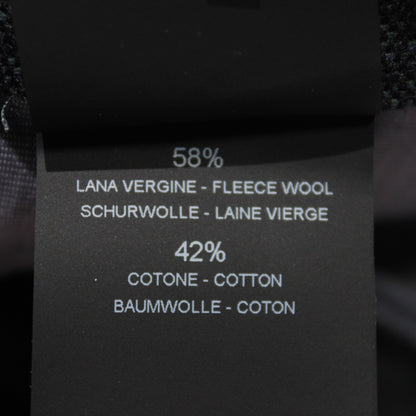 58%
LANA VERGINE - FLEECE WOOL
SCHURWOLLE - LAINE VIERGE
42%
COTONE - COTTON
BAUMWOLLE - COTON